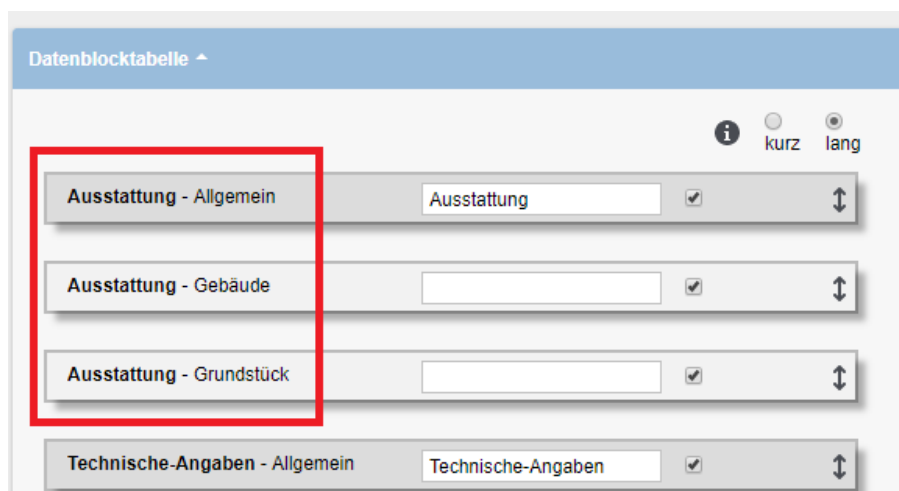 Datenblocktabelle
kurz lang
Ausstattung - Allgemein Ausstattung
Ausstattung - Gebäude
Ausstattung - Grundstück
Technische-Angaben - Allgemein Technische-Angaben